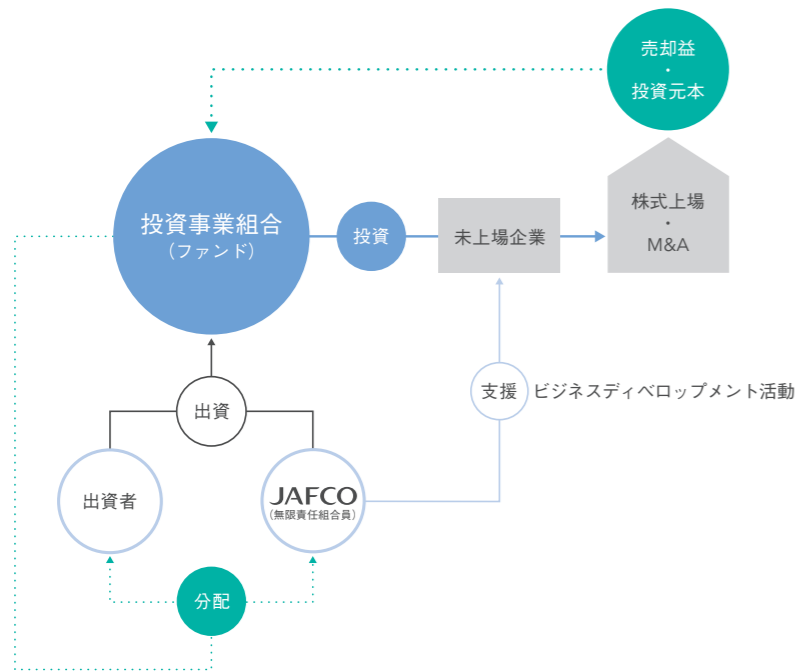 売却益
・
投資元本
投資事業組合
（ファンド）
投資
未上場企業
株式上場
・
M&A
出資
支援
ビジネスディベロップメント活動
出資者
JAFCO
（無限責任組合員）
分配